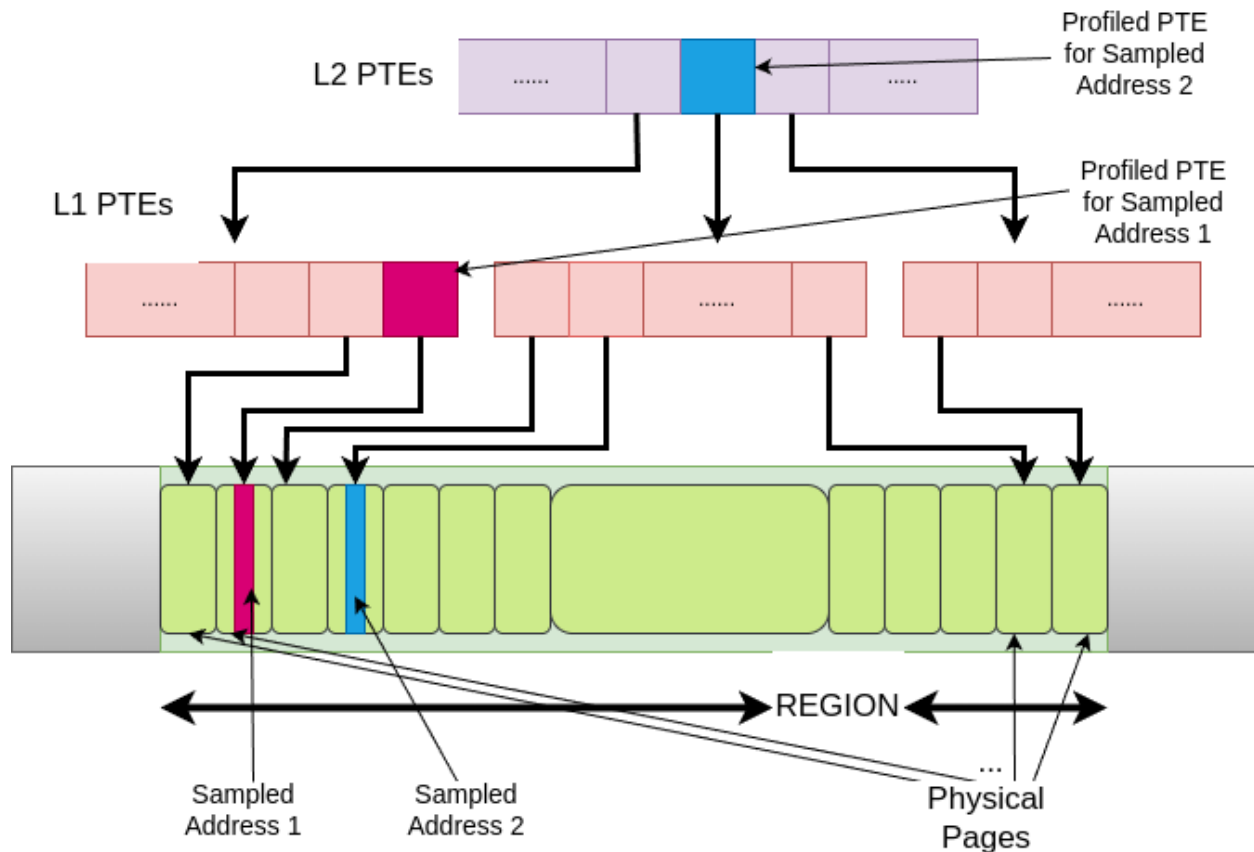 Profiled PTE
for Sampled
Address 2
L2 PTEs
......
.....
Profiled PTE
for Sampled
Address 1
L1 PTEs
......
......
......
REGION
...
Sampled
Address 1
Sampled
Address 2
Physical
Pages